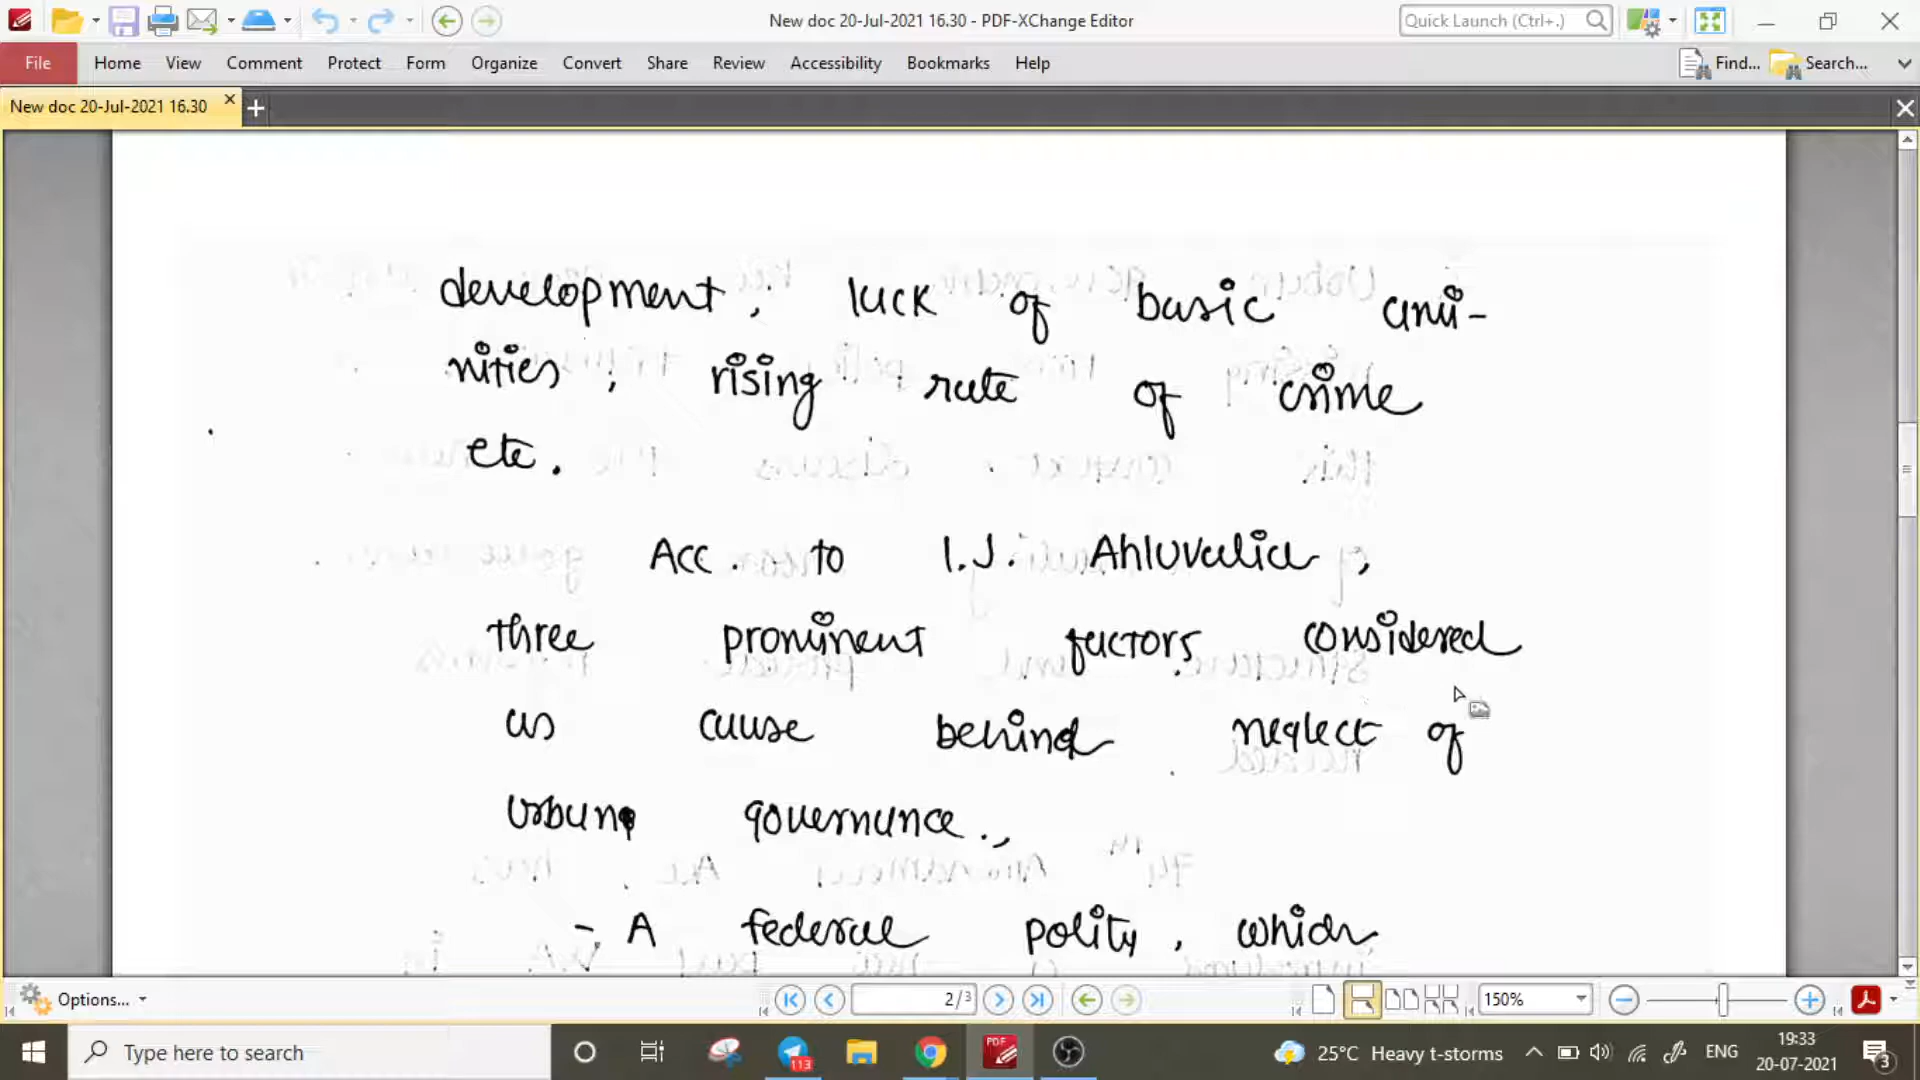 New doc 20-Jul-2021 16.30 - PDF-XChange Editor
Quick Launch (Ctrl+.)
File Home View Comment Protect Form Organize Convert Share Review Accessibility Bookmarks Help Find... Search...
New doc 20-Jul-2021 16.30
development, lack of basic ami-
nities, rising rate of crime
etc.
Acc. to I.J. Ahluwalia,
three prominent factors considered
as cause behind neglect of
urban governance.,
- A federal polity, which
Options... 2/3 150%
Type here to search
113
25°C Heavy t-storms ENG 19:33
20-07-2021 3